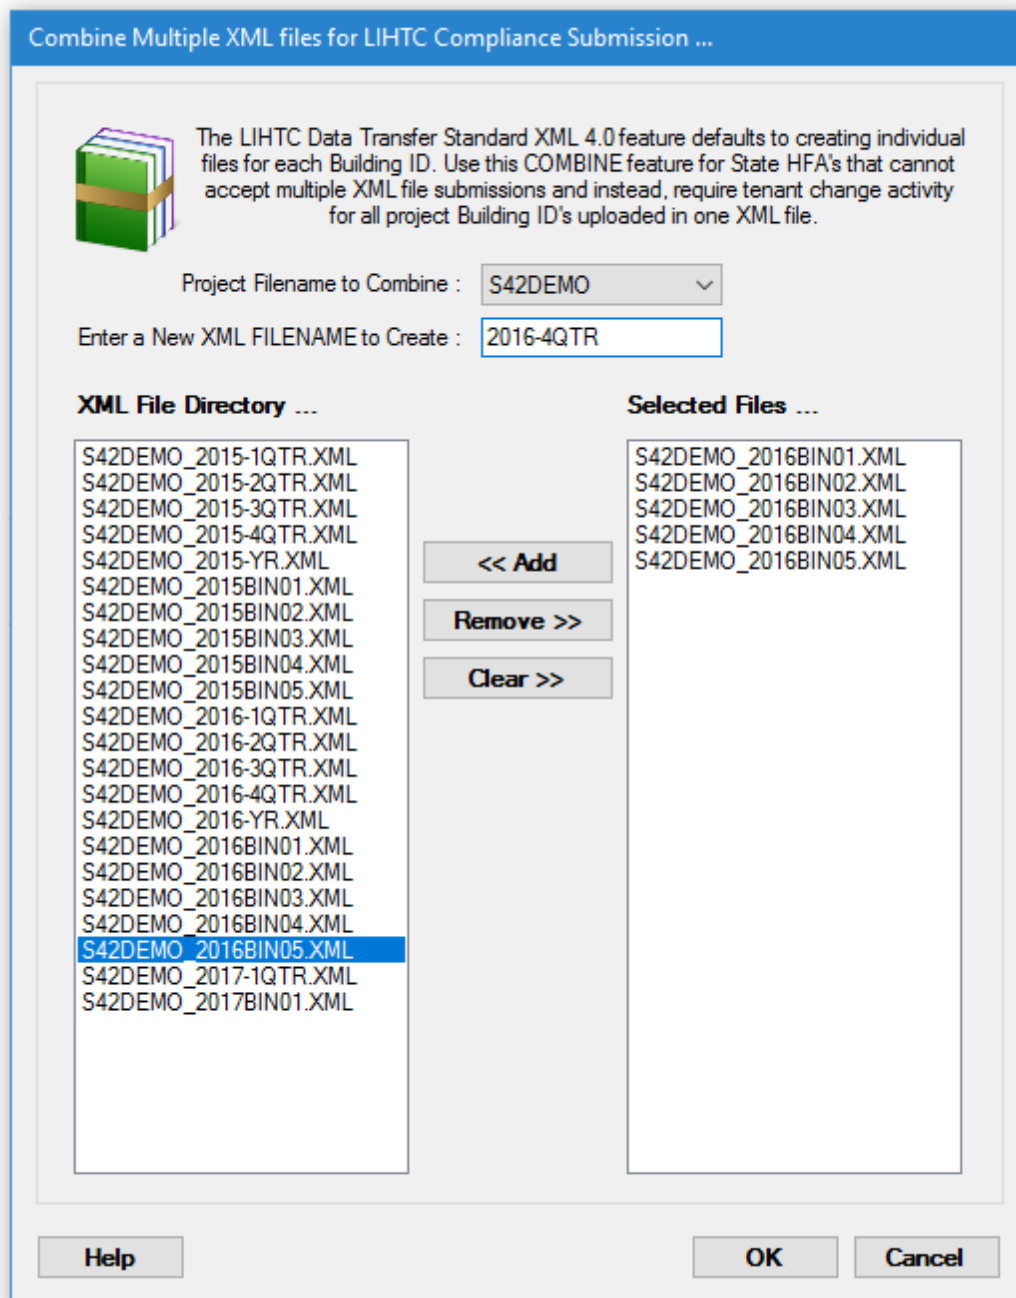 Combine Multiple XML files for LIHTC Compliance Submission ...
The LIHTC Data Transfer Standard XML 4.0 feature defaults to creating individual
files for each Building ID. Use this COMBINE feature for State HFA's that cannot
accept multiple XML file submissions and instead, require tenant change activity
for all project Building ID's uploaded in one XML file.
Project Filename to Combine : S42DEMO
Enter a New XML FILENAME to Create : 2016-4QTR
XML File Directory ...
S42DEMO_2015-1QTR.XML
S42DEMO_2015-2QTR.XML
S42DEMO_2015-3QTR.XML
S42DEMO_2015-4QTR.XML
S42DEMO_2015-YR.XML
S42DEMO_2015BIN01.XML
S42DEMO_2015BIN02.XML
S42DEMO_2015BIN03.XML
S42DEMO_2015BIN04.XML
S42DEMO_2015BIN05.XML
S42DEMO_2016-1QTR.XML
S42DEMO_2016-2QTR.XML
S42DEMO_2016-3QTR.XML
S42DEMO_2016-4QTR.XML
S42DEMO_2016-YR.XML
S42DEMO_2016BIN01.XML
S42DEMO_2016BIN02.XML
S42DEMO_2016BIN03.XML
S42DEMO_2016BIN04.XML
S42DEMO_2016BIN05.XML
S42DEMO_2017-1QTR.XML
S42DEMO_2017BIN01.XML
<< Add
Remove >>
Clear >>
Selected Files ...
S42DEMO_2016BIN01.XML
S42DEMO_2016BIN02.XML
S42DEMO_2016BIN03.XML
S42DEMO_2016BIN04.XML
S42DEMO_2016BIN05.XML
Help
OK
Cancel